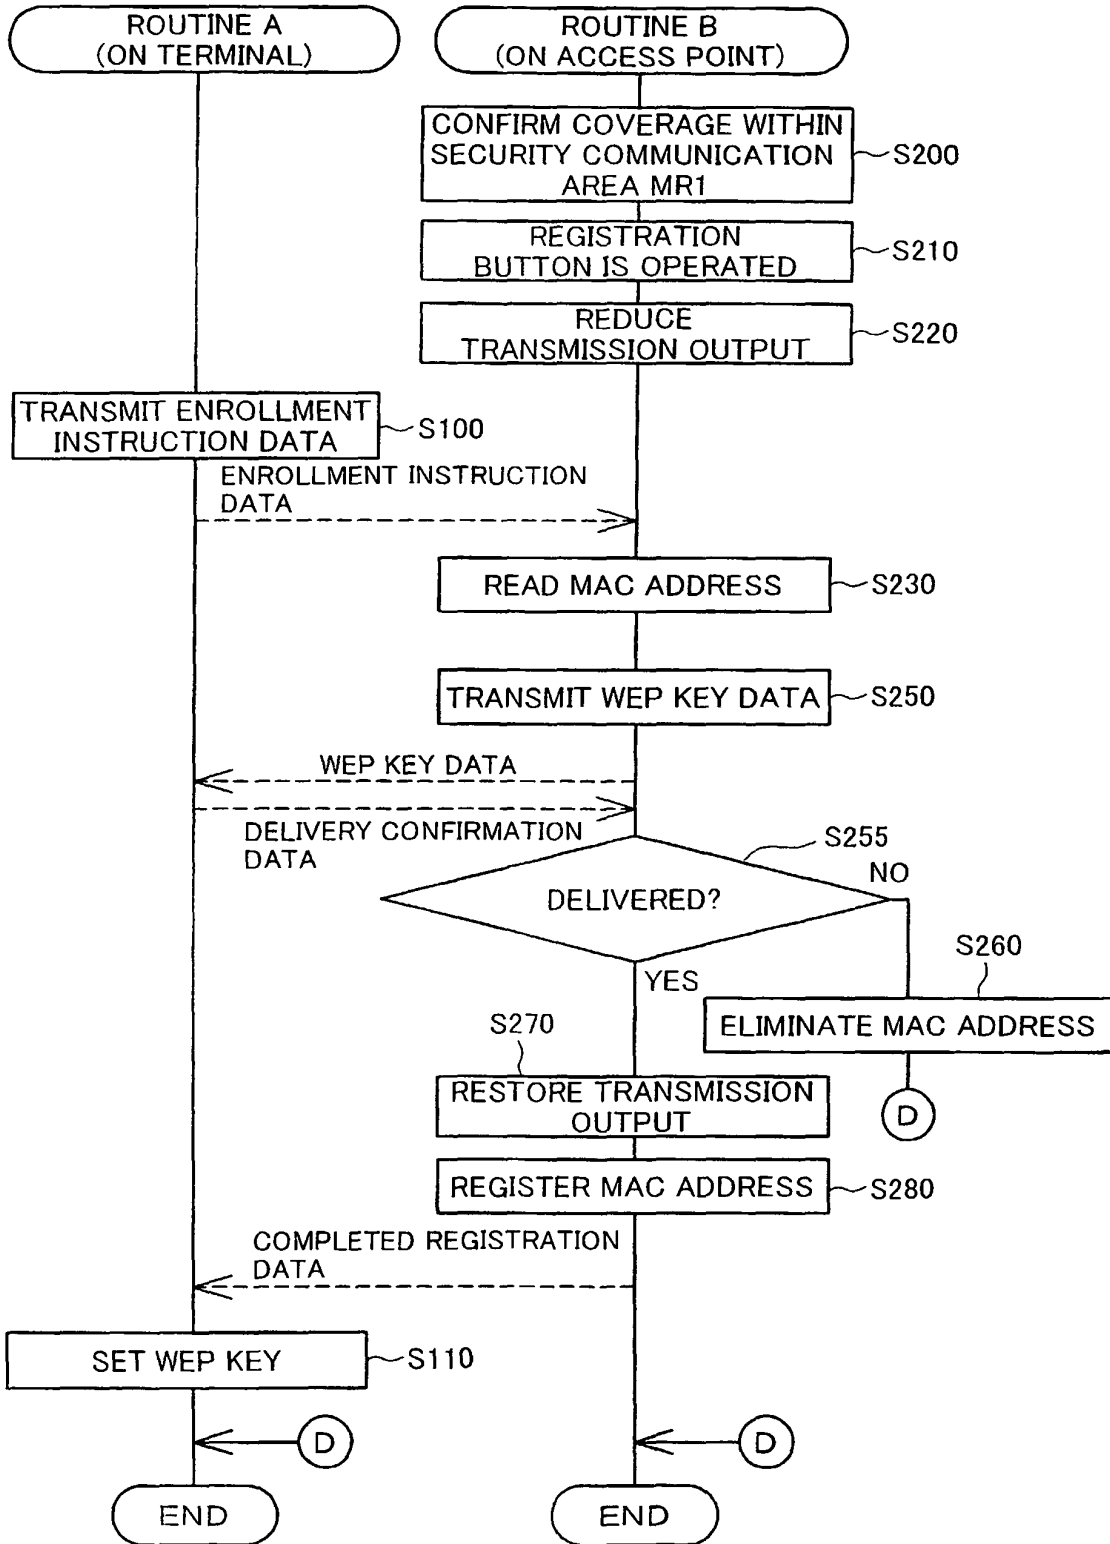 ROUTINE A
(ON TERMINAL)
ROUTINE B
(ON ACCESS POINT)
CONFIRM COVERAGE WITHIN
SECURITY COMMUNICATION
AREA MR1
S200
REGISTRATION
BUTTON IS OPERATED
S210
REDUCE
TRANSMISSION OUTPUT
S220
TRANSMIT ENROLLMENT
INSTRUCTION DATA
S100
ENROLLMENT INSTRUCTION
DATA
READ MAC ADDRESS
S230
TRANSMIT WEP KEY DATA
S250
WEP KEY DATA
DELIVERY CONFIRMATION
DATA
S255
DELIVERED?
NO
YES
S260
ELIMINATE MAC ADDRESS
D
S270
RESTORE TRANSMISSION
OUTPUT
REGISTER MAC ADDRESS
S280
COMPLETED REGISTRATION
DATA
SET WEP KEY
S110
D
D
END
END